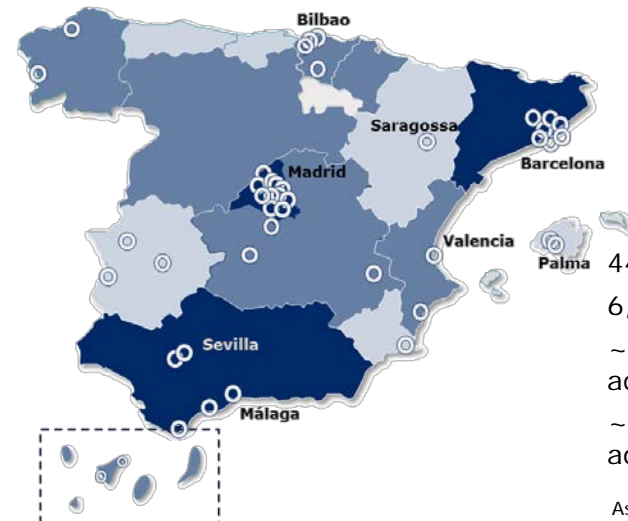 Bilbao
Saragossa
Madrid
Barcelona
Valencia
Palma
Sevilla
Málaga